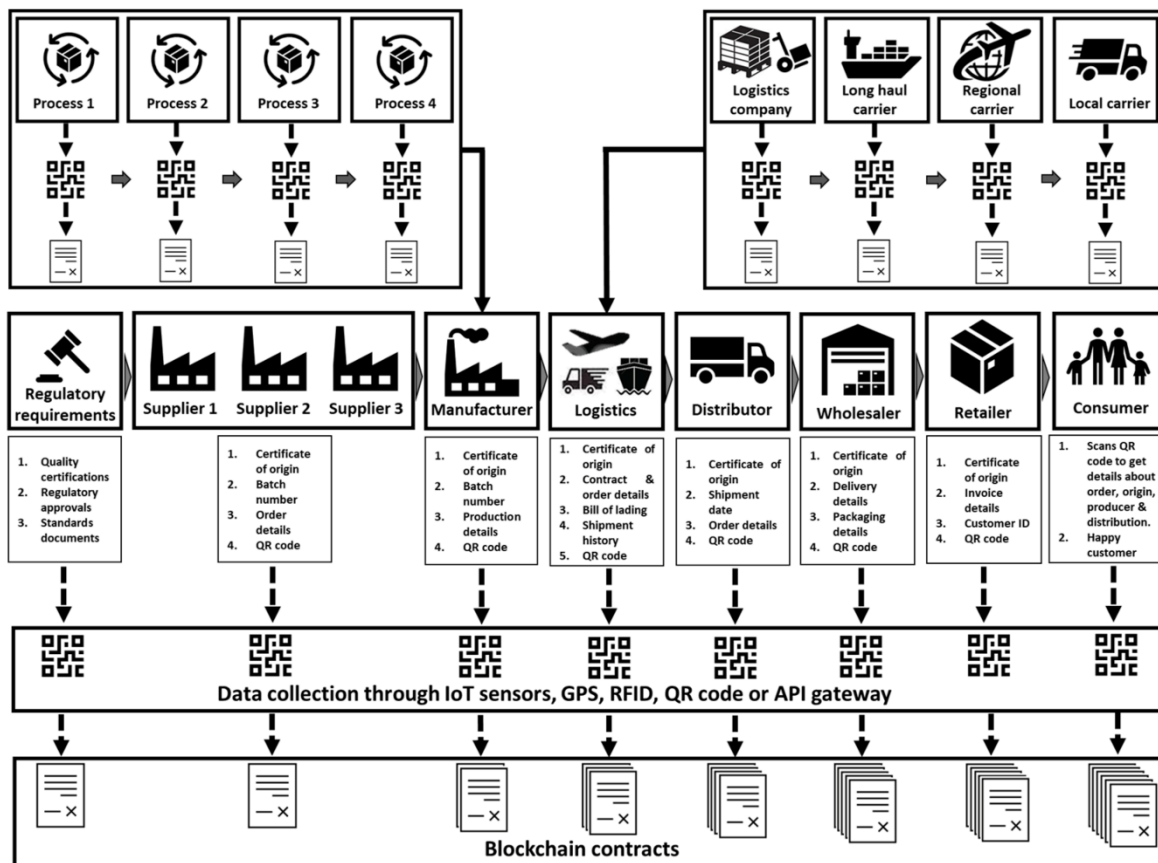 Process 1
Process 2
Process 3
Process 4
Logistics
company
Long haul
carrier
Regional
carrier
Local carrier
Regulatory
requirements
Supplier 1
Supplier 2
Supplier 3
Manufacturer
Logistics
Distributor
Wholesaler
Retailer
Consumer
1. Quality
certifications
2. Regulatory
approvals
3. Standards
documents
1. Certificate
of origin
2. Batch
number
3. Order
details
4. QR code
1. Certificate
of origin
2. Batch
number
3. Production
details
4. QR code
1. Certificate of
origin
2. Contract &
order details
3. Bill of lading
4. Shipment
history
5. QR code
1. Certificate of
origin
2. Shipment
date
3. Order details
4. QR code
1. Certificate of
origin
2. Delivery
details
3. Packaging
details
4. QR code
1. Certificate
of origin
2. Invoice
details
3. Customer ID
4. QR code
1. Scans QR
code to get
details about
order, origin,
producer &
distribution.
2. Happy
customer
Data collection through IoT sensors, GPS, RFID, QR code or API gateway
Blockchain contracts